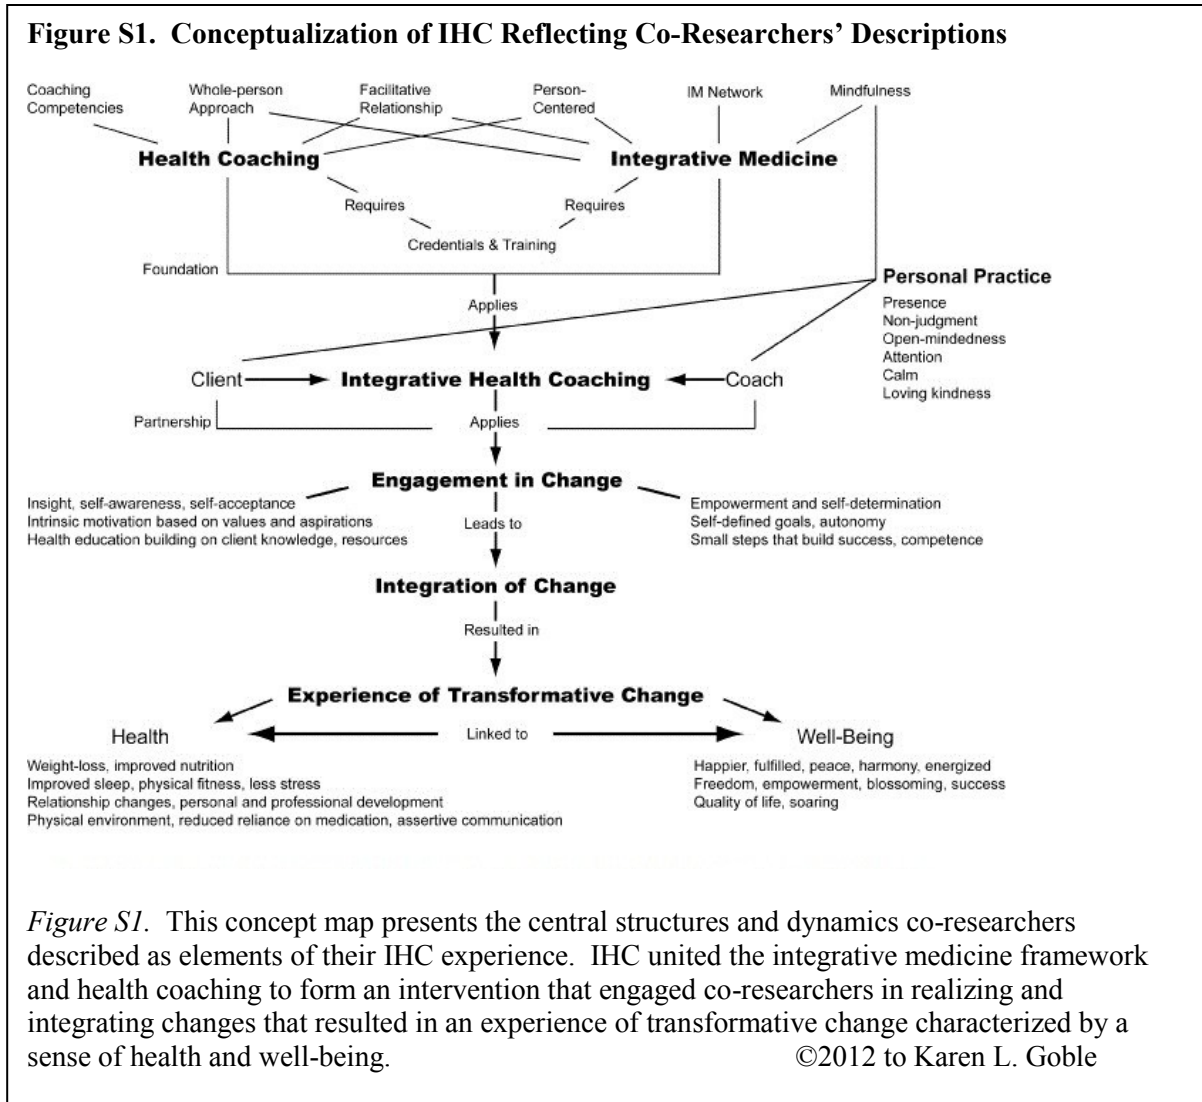 Figure S1. Conceptualization of IHC Reflecting Co-Researchers’ Descriptions
Coaching
Competencies
Whole-person
Approach
Facilitative
Relationship
Person-
Centered
IM Network
Mindfulness
Health Coaching
Integrative Medicine
Requires
Requires
Credentials & Training
Foundation
Applies
Personal Practice
Presence
Non-judgment
Open-mindedness
Attention
Calm
Loving kindness
Client
Integrative Health Coaching
Coach
Partnership
Applies
Engagement in Change
Insight, self-awareness, self-acceptance
Intrinsic motivation based on values and aspirations
Health education building on client knowledge, resources
Leads to
Empowerment and self-determination
Self-defined goals, autonomy
Small steps that build success, competence
Integration of Change
Resulted in
Experience of Transformative Change
Health
Linked to
Well-Being
Weight-loss, improved nutrition
Improved sleep, physical fitness, less stress
Relationship changes, personal and professional development
Physical environment, reduced reliance on medication, assertive communication
Happier, fulfilled, peace, harmony, energized
Freedom, empowerment, blossoming, success
Quality of life, soaring
Figure S1. This concept map presents the central structures and dynamics co-researchers
described as elements of their IHC experience. IHC united the integrative medicine framework
and health coaching to form an intervention that engaged co-researchers in realizing and
integrating changes that resulted in an experience of transformative change characterized by a
sense of health and well-being. ©2012 to Karen L. Goble